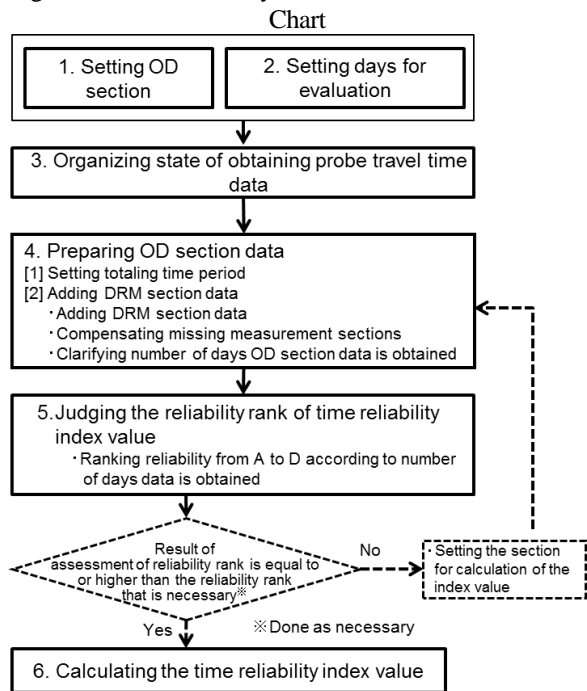 Chart
1. Setting OD
section
2. Setting days for
evaluation
3. Organizing state of obtaining probe travel time
data
4. Preparing OD section data
[1] Setting totaling time period
[2] Adding DRM section data
・Adding DRM section data
・Compensating missing measurement sections
・Clarifying number of days OD section data is obtained
5.Judging the reliability rank of time reliability
index value
・Ranking reliability from A to D according to number
of days data is obtained
Result of
assessment of reliability rank is equal to
or higher than the reliability rank
that is necessary※
No
・Setting the section
for calculation of the
index value
Yes
※Done as necessary
6. Calculating the time reliability index value